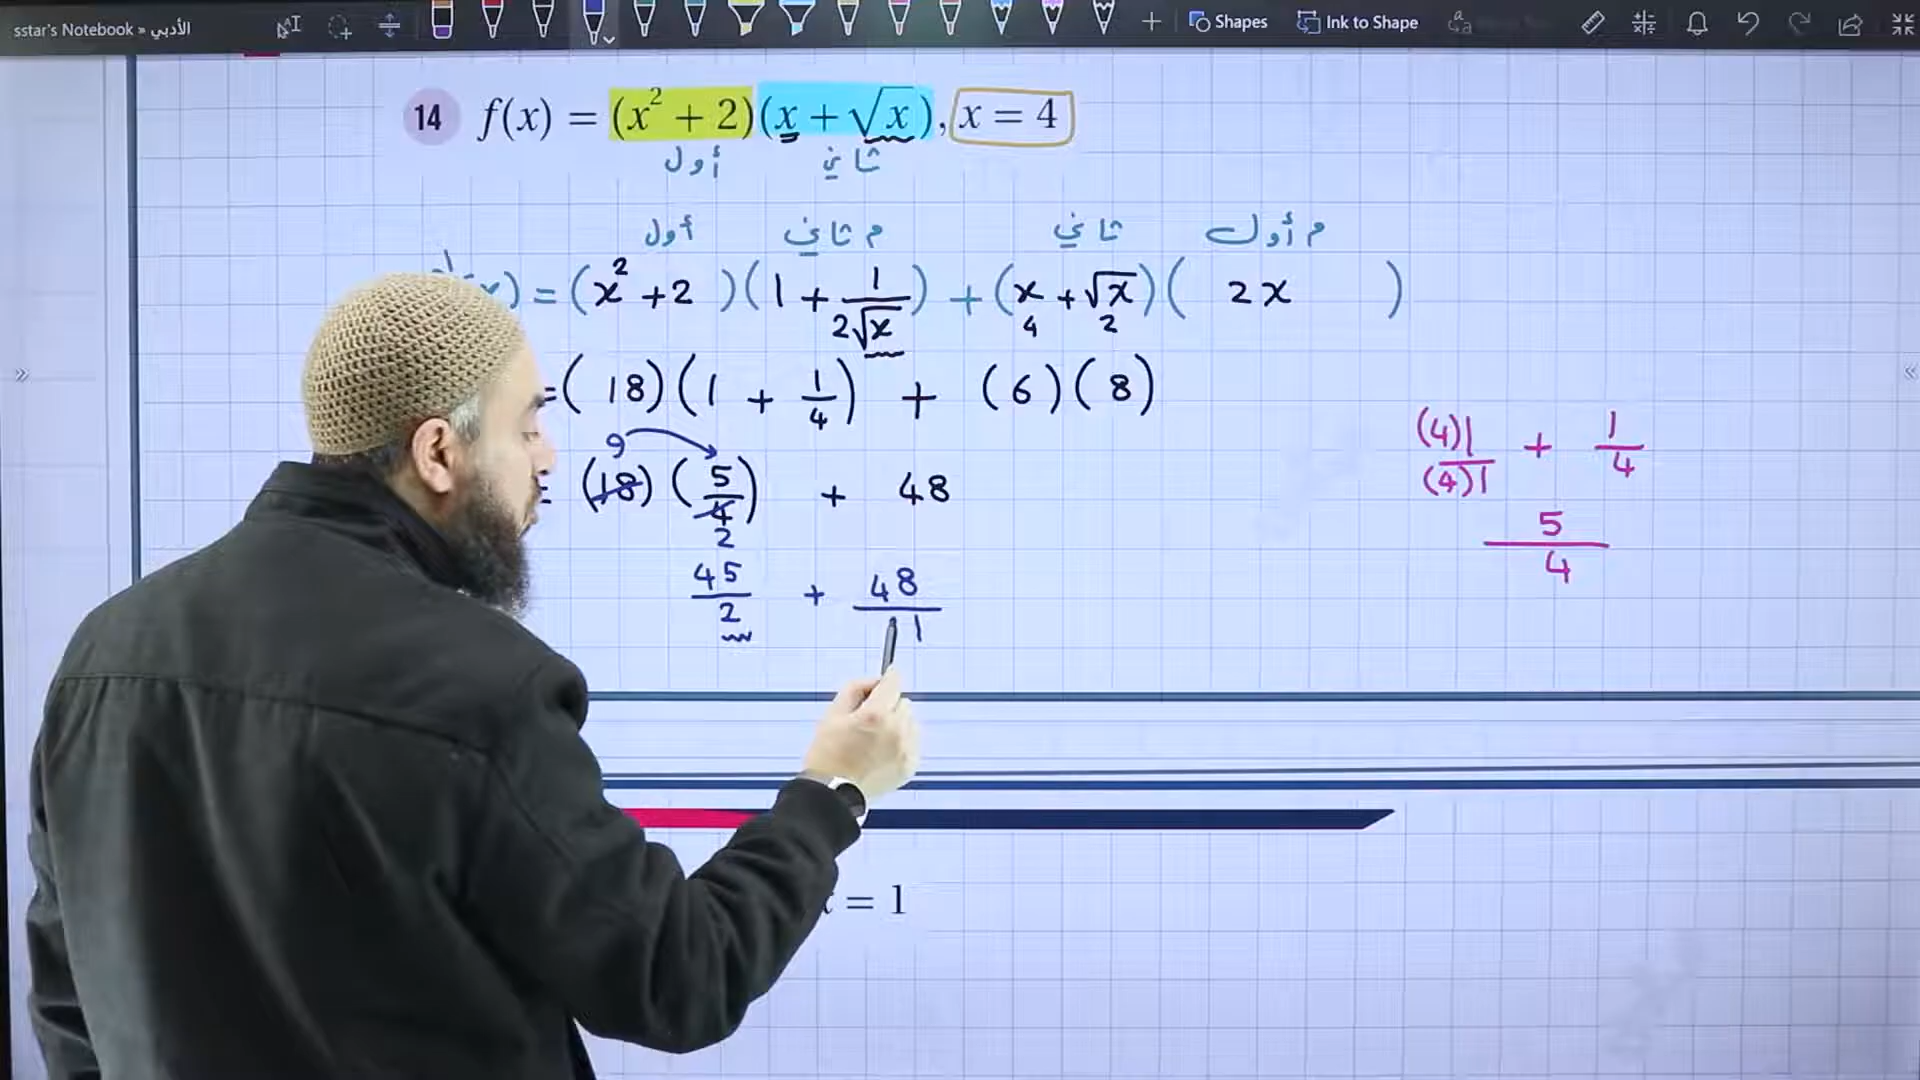 sstar's Notebook » الأدبي
Shapes
Ink to Shape
14 f(x) = (x² + 2)(x + √x), x = 4
أول ثاني
أول م ثاني ثاني م أول
x) = (x² + 2)(1 + 1/2√x) + (x + √x)(2x)
4 2
= (18)(1 + 1/4) + (6)(8)
9
= (18)(5/4) + 48
2
45/2 + 48/1
(4)1/(4)1 + 1/4
5/4
x = 1